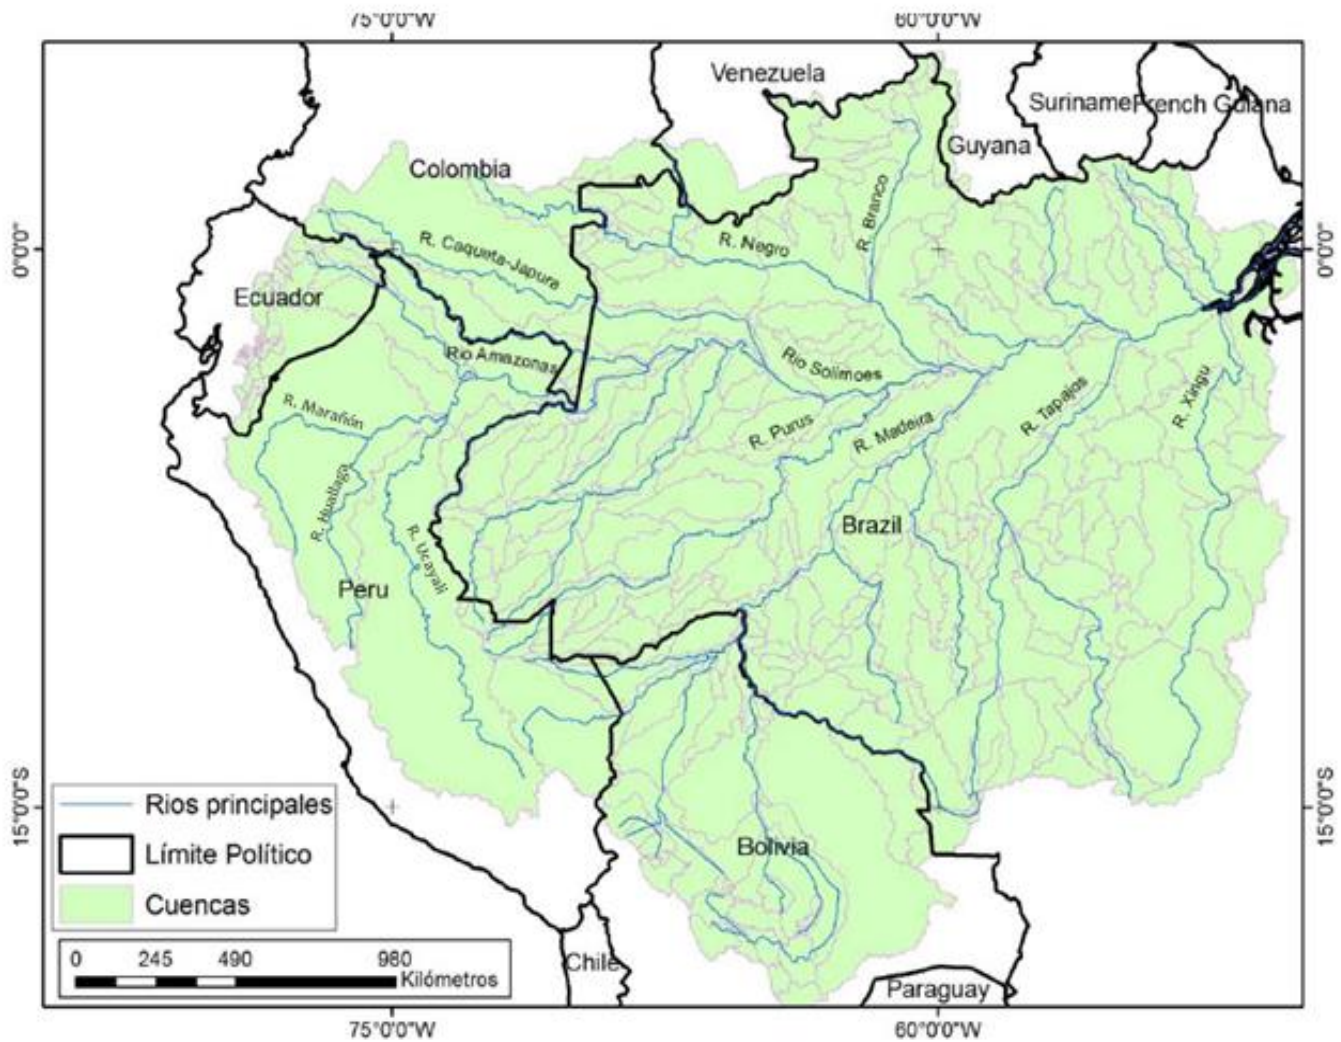 75°0'0"W 60°0'0"W
Venezuela
Suriname French Guiana
Guyana
Colombia
R. Branco
R. Negro
0°0'0" 0°0'0"
R. Caqueta-Japura
Ecuador
Rio Amazonas
Rio Solimoes
R. Marañón
R. Purus
R. Madeira
R. Tapajos
R. Xingu
R. Huallaga
R. Ucayali
Brazil
Peru
15°0'0"S 15°0'0"S
Rios principales
Límite Político
Cuencas
Bolivia
0 245 490 980
Kilómetros
Chile
Paraguay
75°0'0"W 60°0'0"W